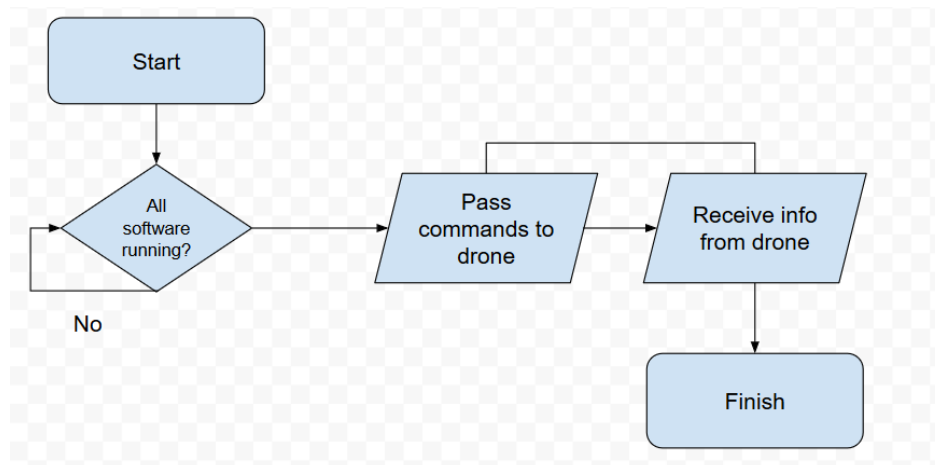 Start
All
software
running?
No
Pass
commands to
drone
Receive info
from drone
Finish